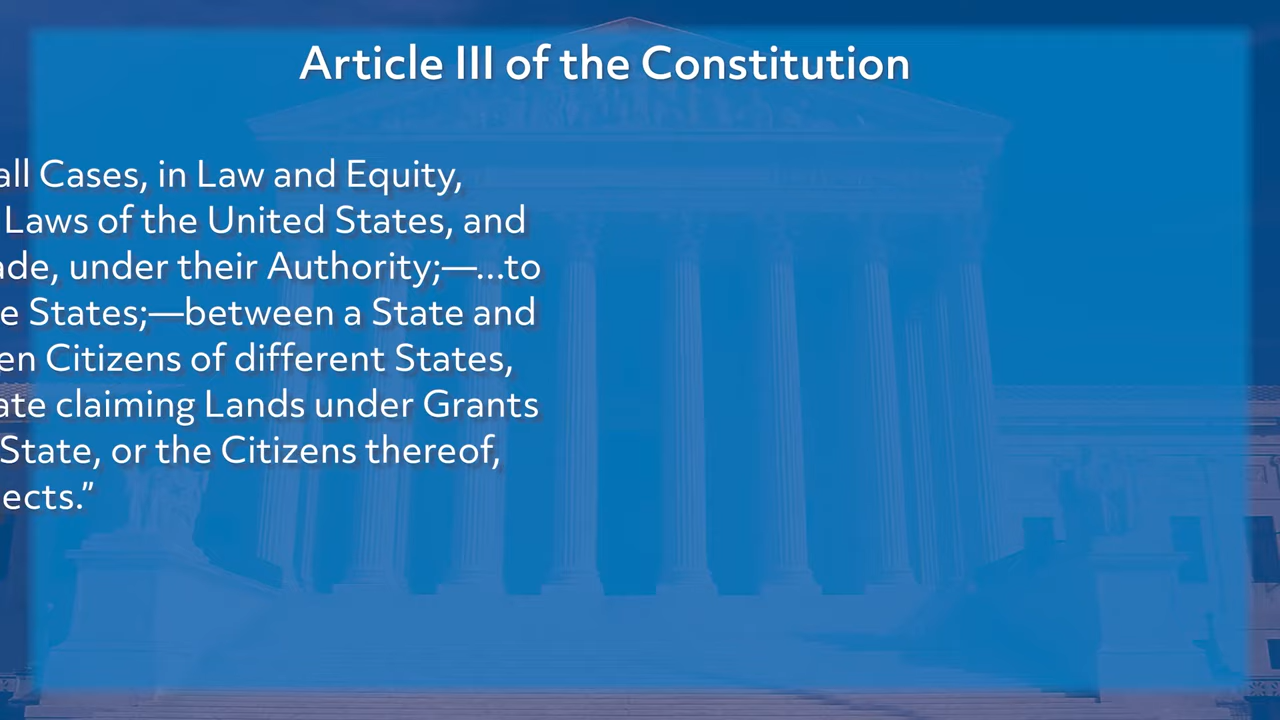 Article III of the Constitution
all Cases, in Law and Equity,
Laws of the United States, and
ade, under their Authority;—...to
e States;—between a State and
en Citizens of different States,
ate claiming Lands under Grants
State, or the Citizens thereof,
ects.”